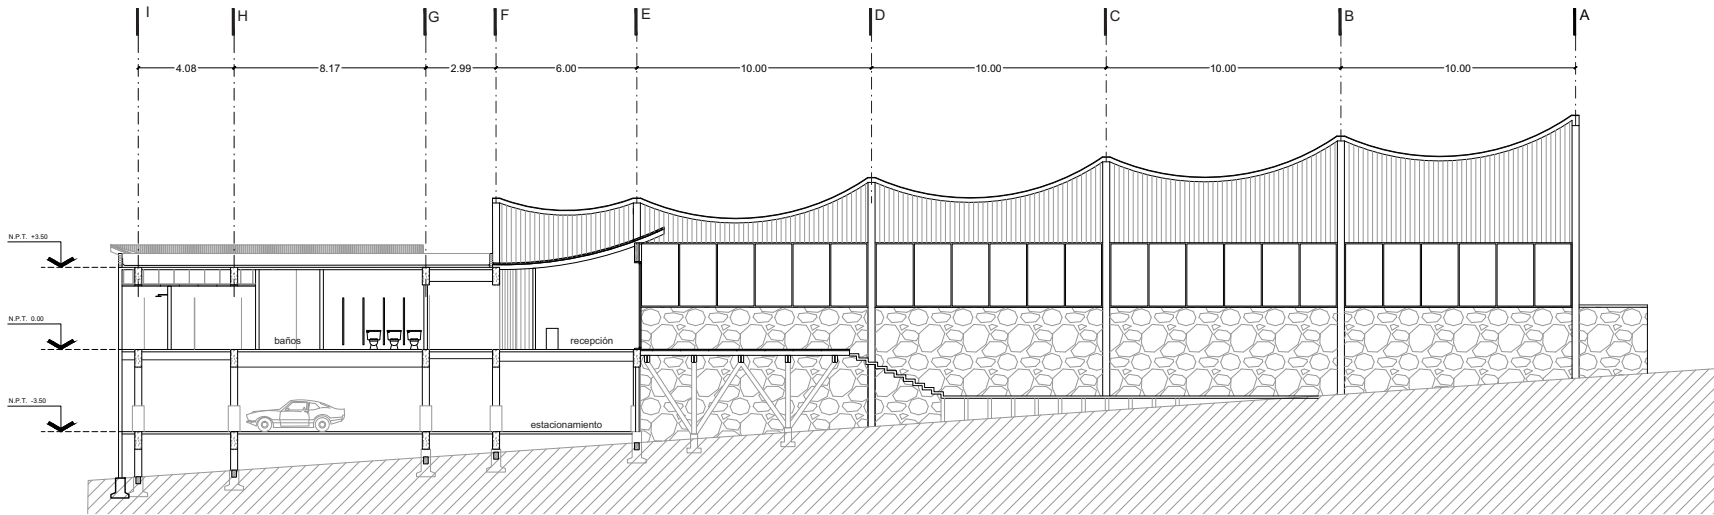 I H G F E D C B A
4.08 8.17 2.99 6.00 10.00 10.00 10.00 10.00
N.P.T. +3.50
N.P.T. 0.00
baños recepción
N.P.T. -3.50
estacionamiento